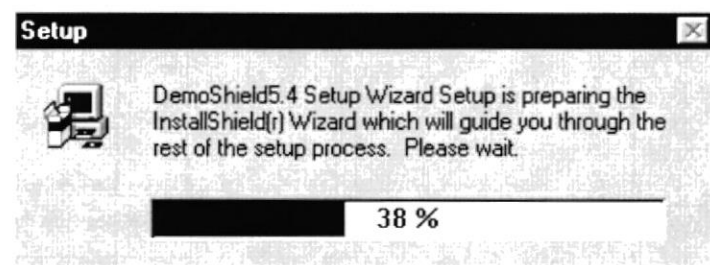 Setup
DemoShield5.4 Setup Wizard Setup is preparing the
InstallShield(r) Wizard which will guide you through the
rest of the setup process.  Please wait.
38 %